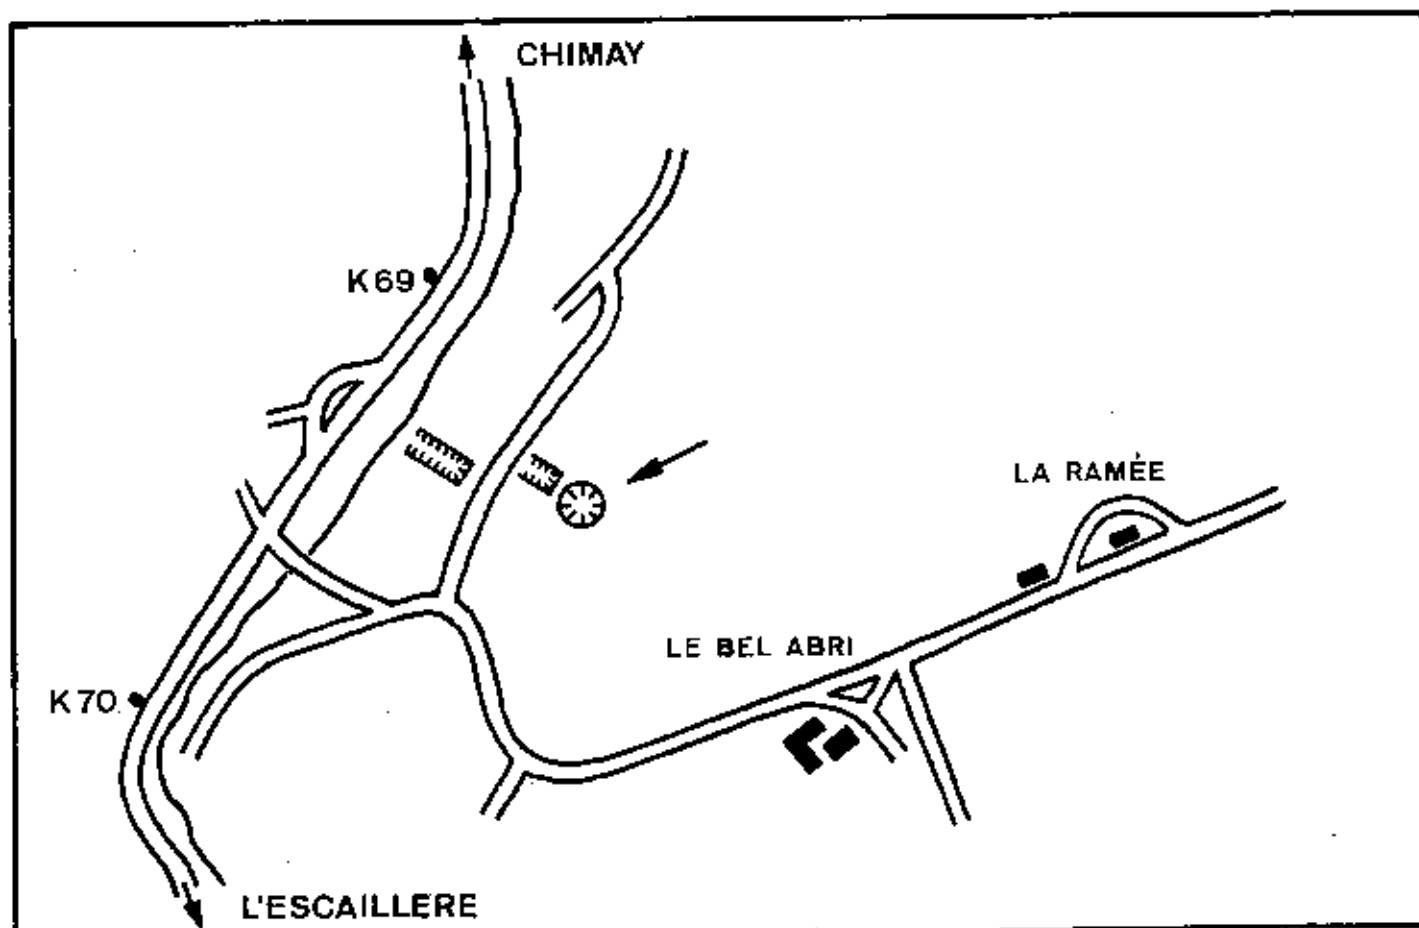 CHIMAY
K69
LA RAMÉE
LE BEL ABRI
K70
L'ESCAILLERE